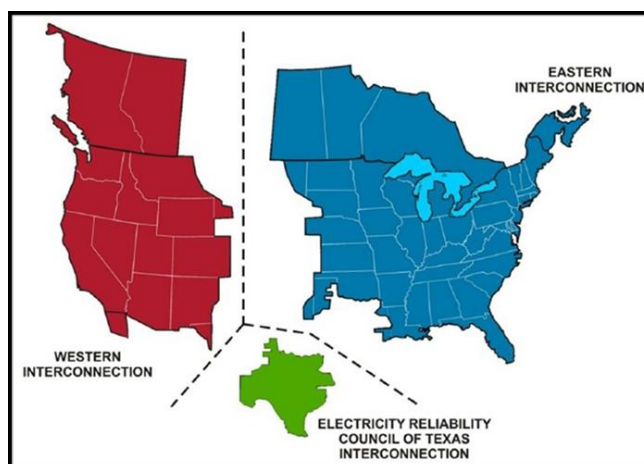 EASTERN
INTERCONNECTION
WESTERN
INTERCONNECTION
ELECTRICITY RELIABILITY
COUNCIL OF TEXAS
INTERCONNECTION